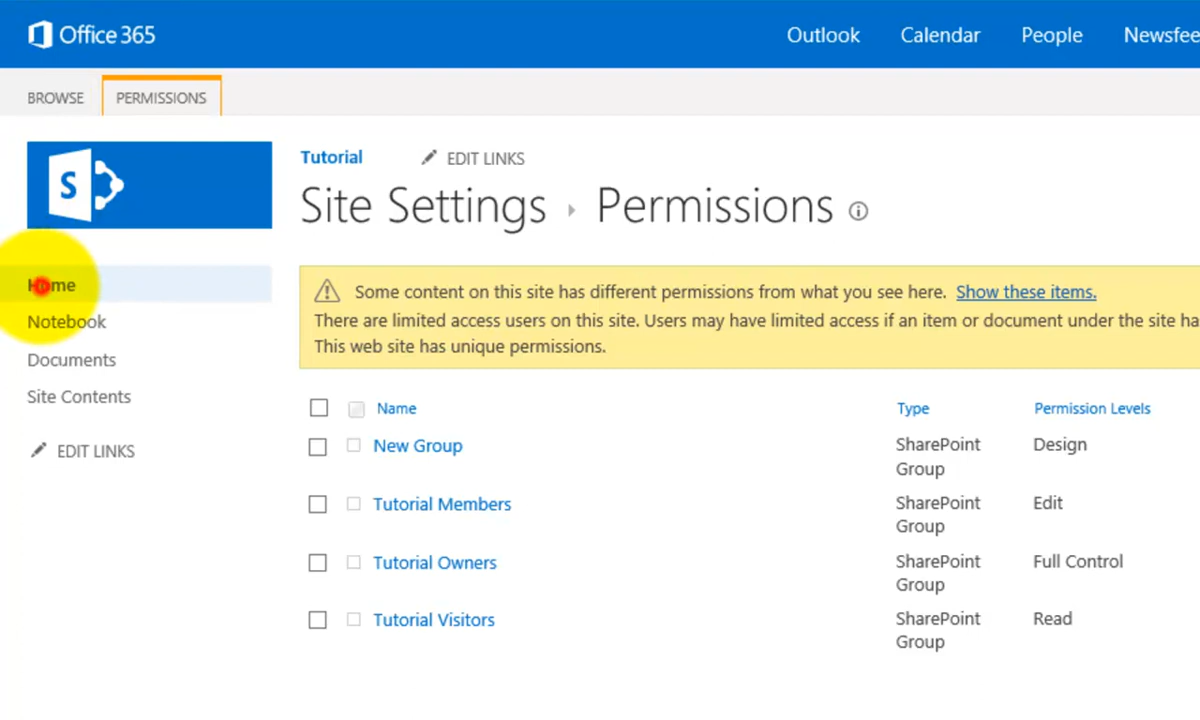 Office 365
Outlook Calendar People Newsfee
BROWSE PERMISSIONS
S
Tutorial EDIT LINKS
Site Settings Permissions
Home
Notebook
Documents
Site Contents
EDIT LINKS
Some content on this site has different permissions from what you see here. Show these items.
There are limited access users on this site. Users may have limited access if an item or document under the site ha
This web site has unique permissions.
Name Type Permission Levels
New Group SharePoint Group Design
Tutorial Members SharePoint Group Edit
Tutorial Owners SharePoint Group Full Control
Tutorial Visitors SharePoint Group Read